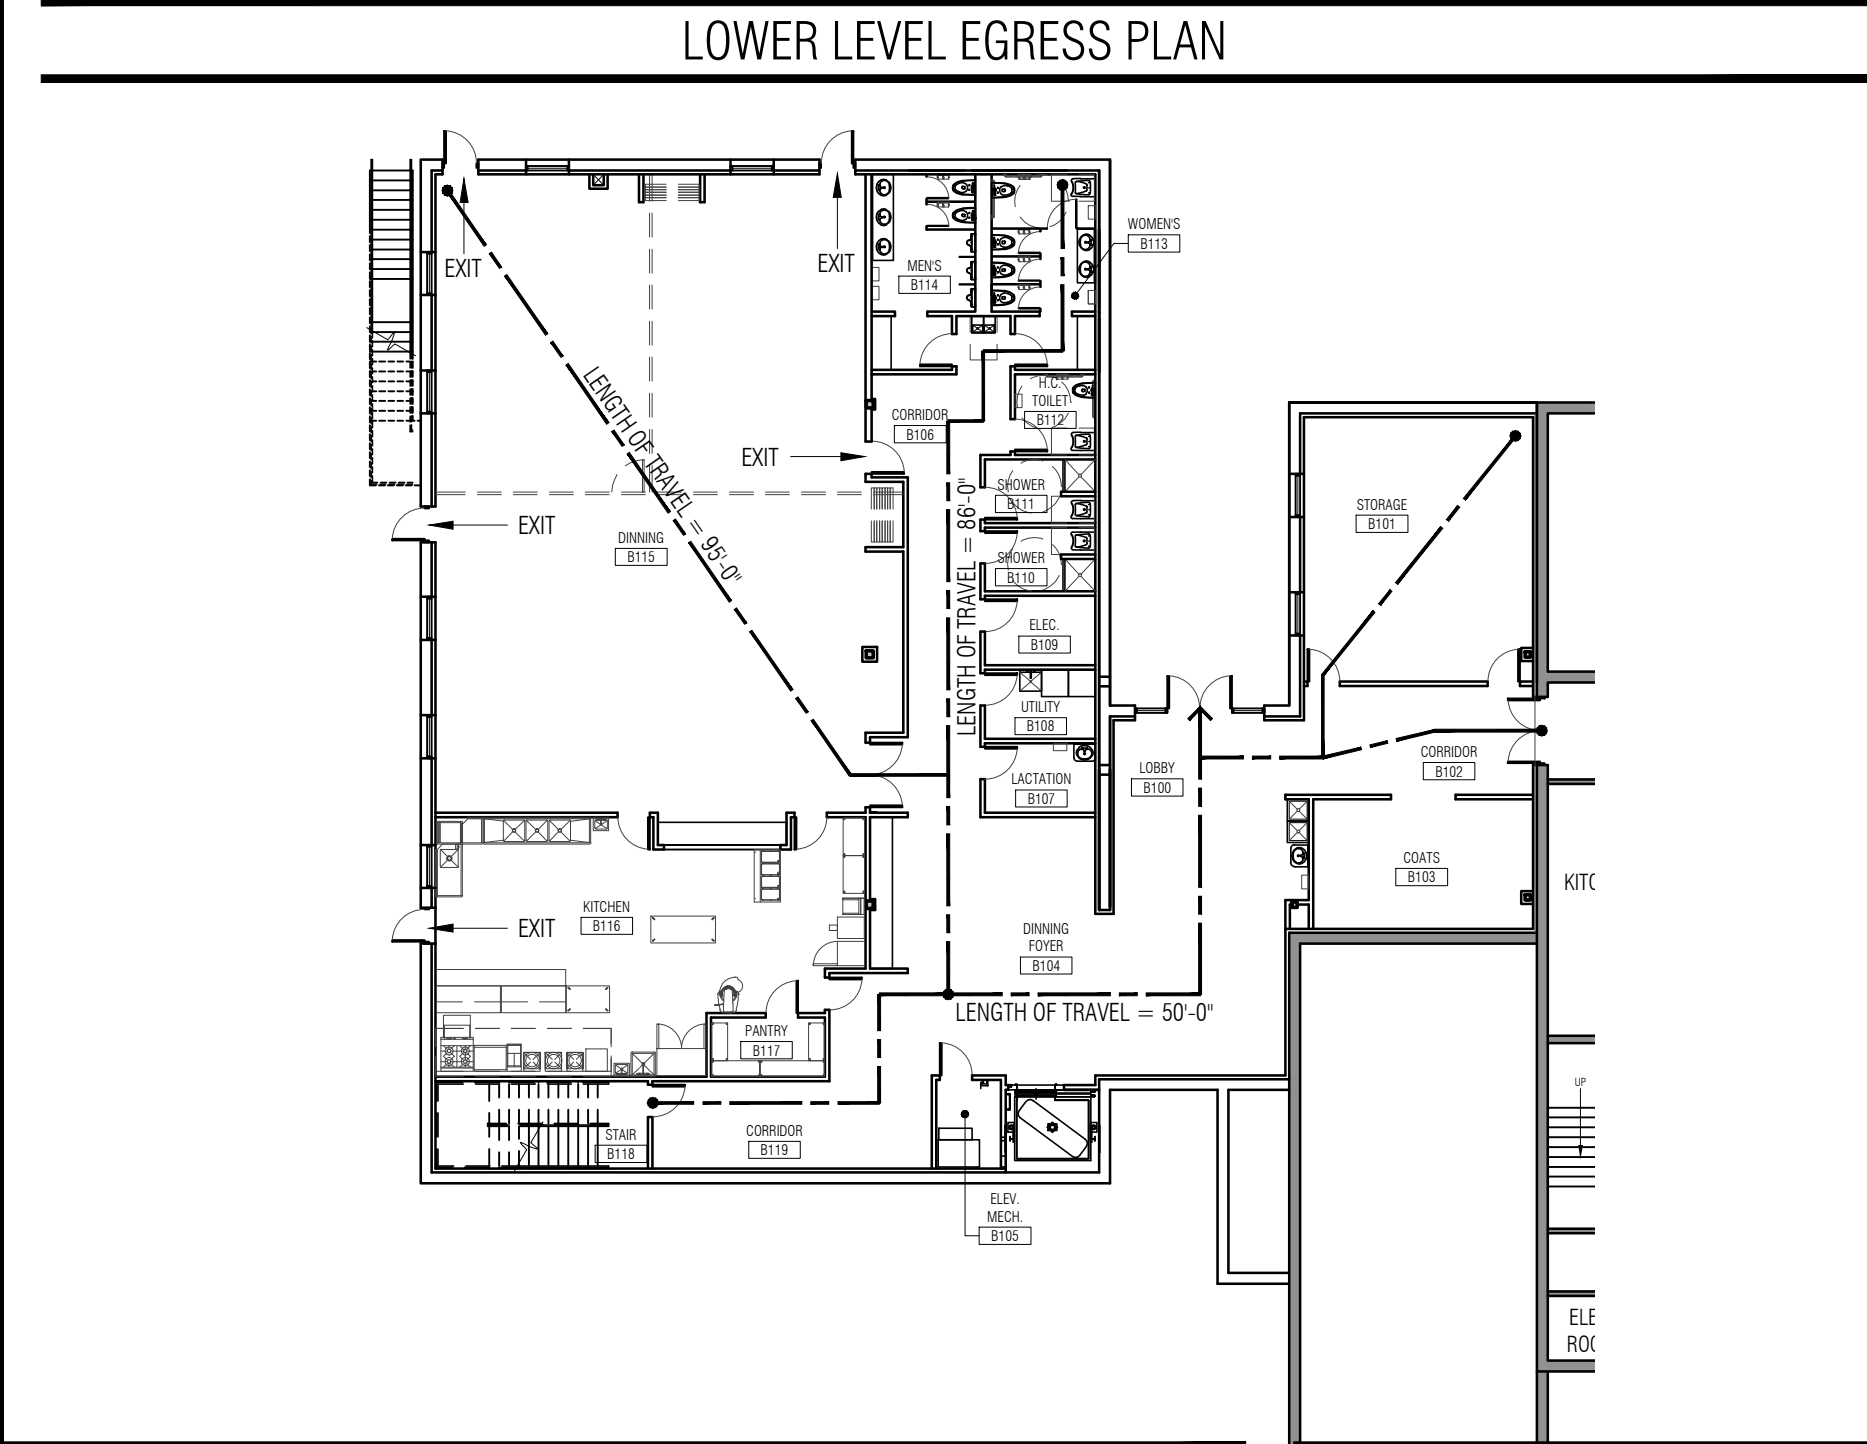 LOWER LEVEL EGRESS PLAN
EXIT
EXIT
WOMEN'S
B113
MEN'S
B114
LENGTH OF TRAVEL = 95'-0"
H.C.
TOILET
B112
CORRIDOR
B106
EXIT
LENGTH OF TRAVEL = 86'-0"
SHOWER
B111
STORAGE
B101
EXIT
DINNING
B115
SHOWER
B110
ELEC.
B109
UTILITY
B108
LACTATION
B107
LOBBY
B100
CORRIDOR
B102
COATS
B103
KITC
KITCHEN
B116
EXIT
DINNING
FOYER
B104
LENGTH OF TRAVEL = 50'-0"
PANTRY
B117
UP
STAIR
B118
CORRIDOR
B119
ELEV.
MECH.
B105
ELE
ROO